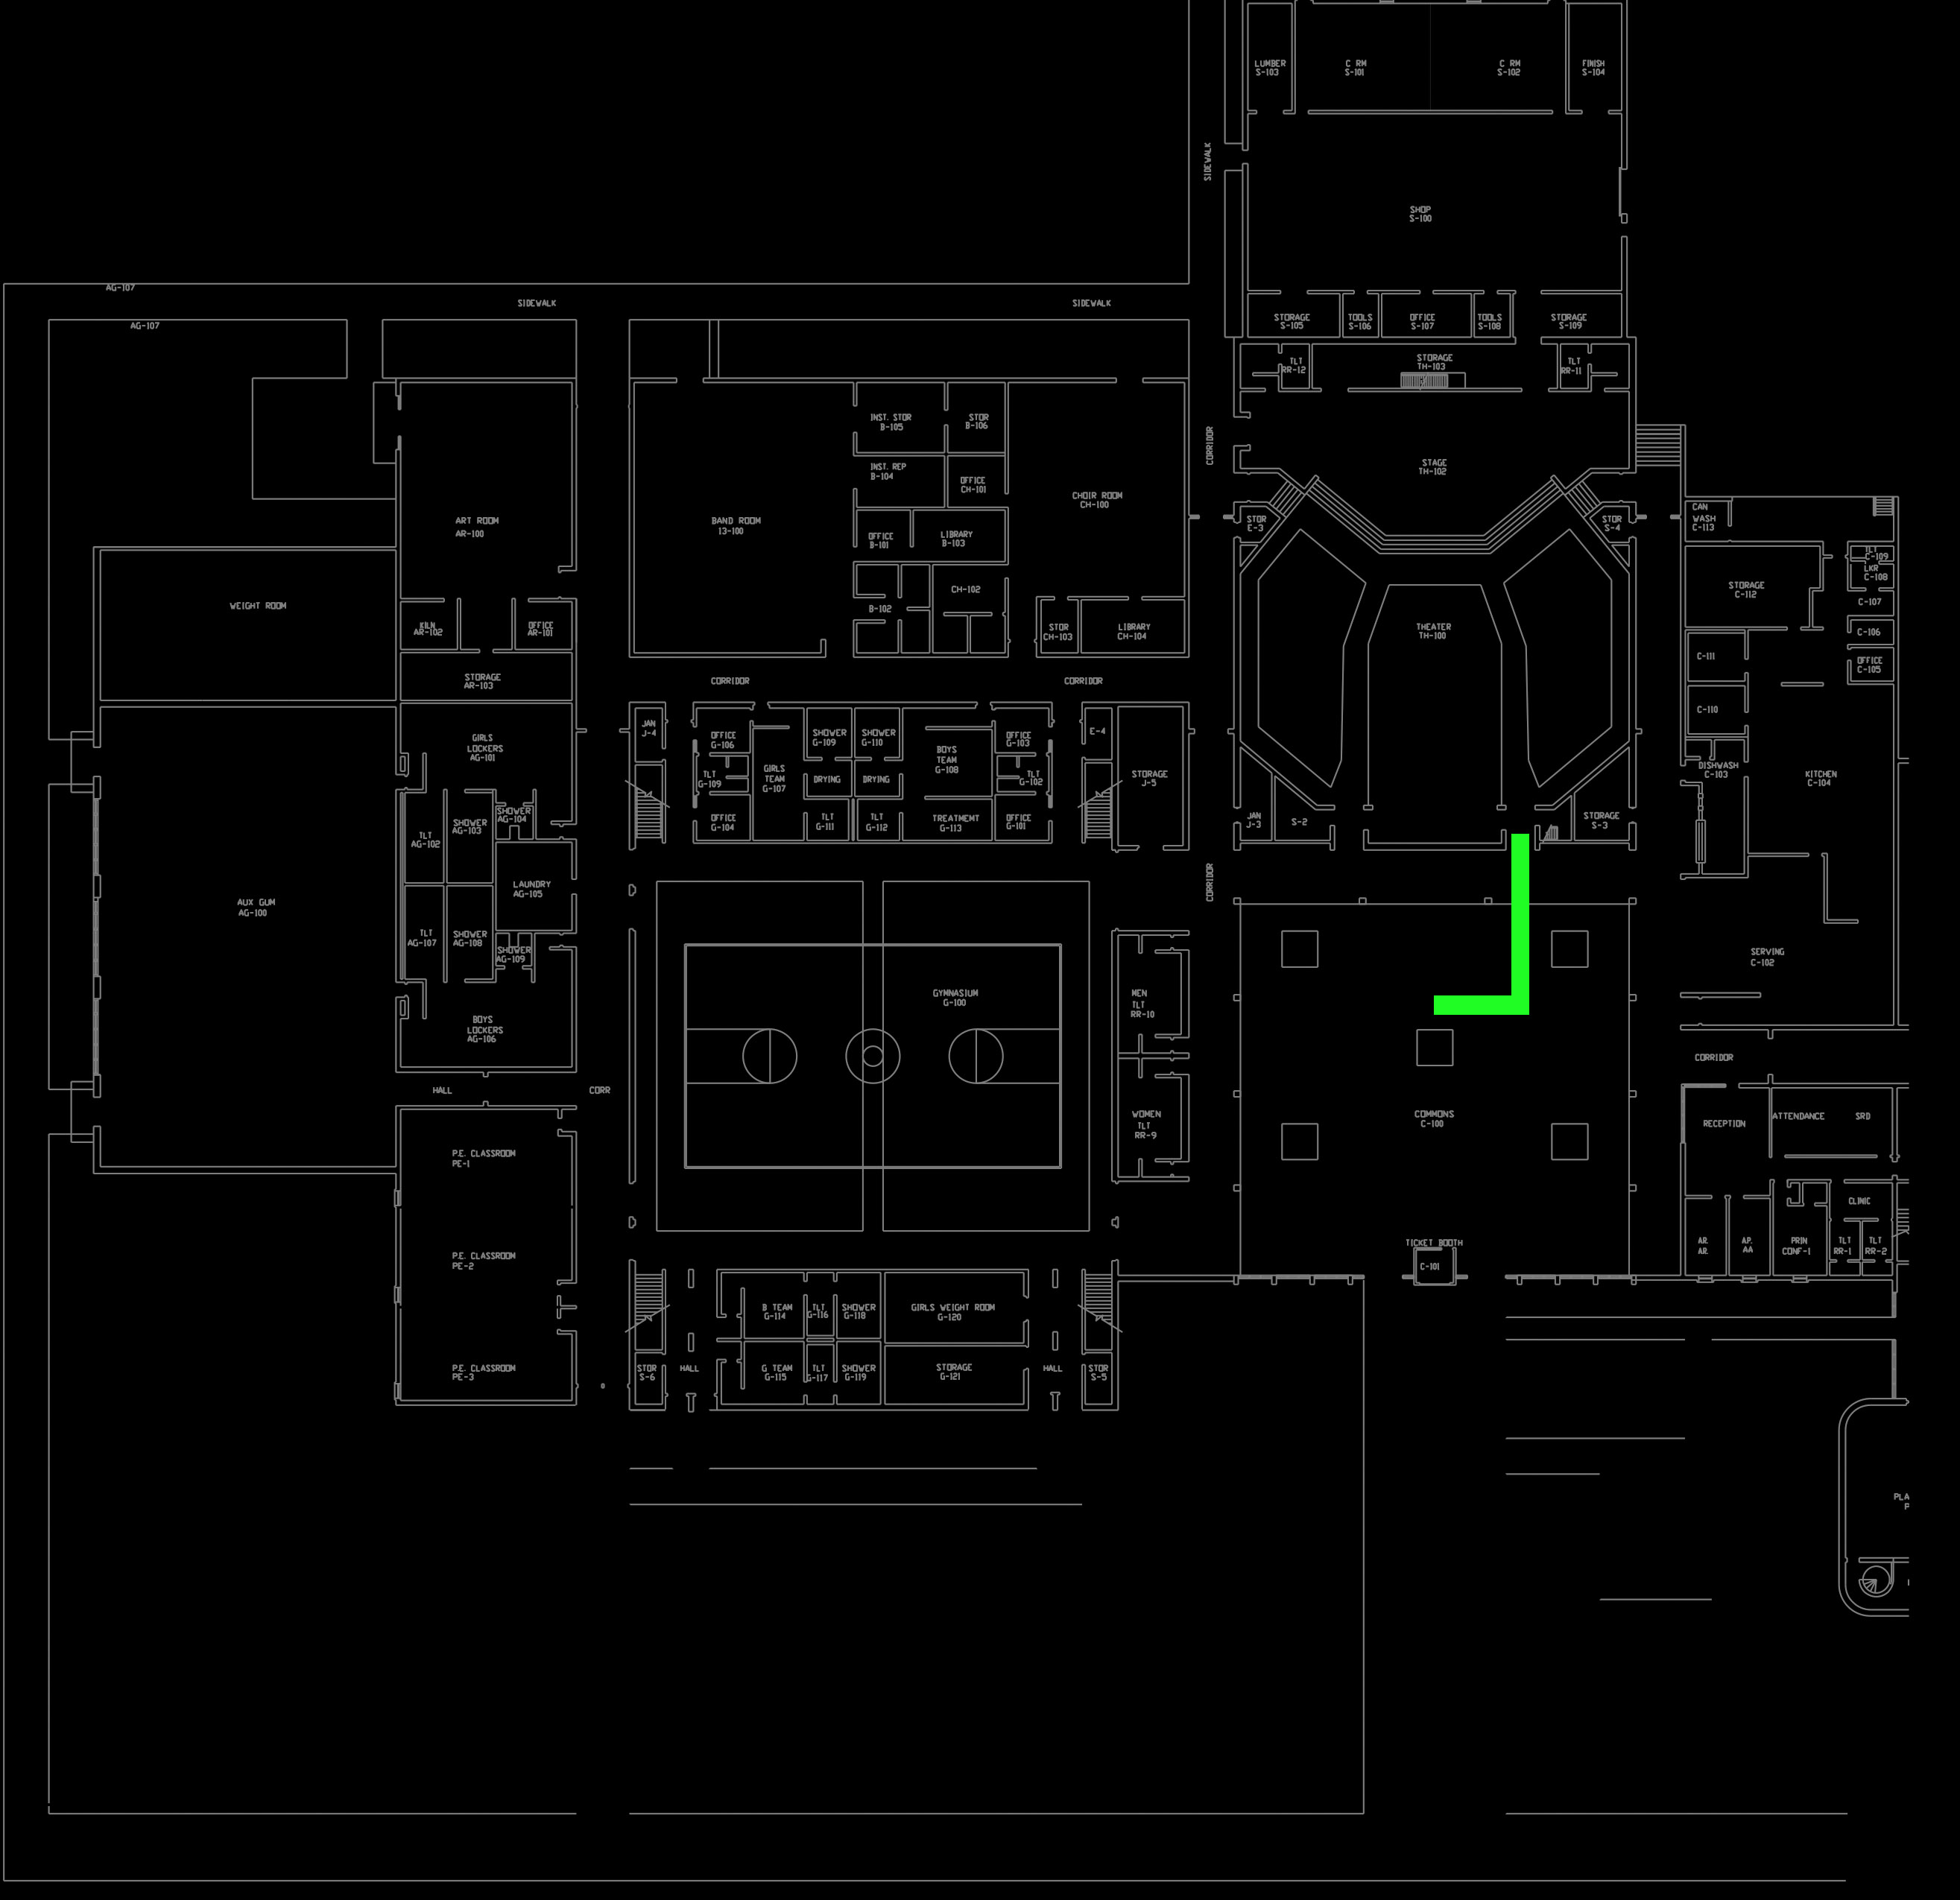 LUMBER
S-103
C RM
S-101
C RM
S-102
FINISH
S-104
SIDEWALK
SHOP
S-100
AG-107
SIDEWALK
SIDEWALK
AG-107
STORAGE
S-105
TOOLS
S-106
OFFICE
S-107
TOOLS
S-108
STORAGE
S-109
TLT
RR-12
STORAGE
TH-103
TLT
RR-11
INST. STOR
B-105
STOR
B-106
CORRIDOR
INST. REP
B-104
OFFICE
CH-101
STAGE
TH-102
ART ROOM
AR-100
BAND ROOM
13-100
CHOIR ROOM
CH-100
STOR
E-3
STOR
S-4
CAN
WASH
C-113
OFFICE
B-101
LIBRARY
B-103
TLT
C-109
LKR
C-108
CH-102
STORAGE
C-112
C-107
WEIGHT ROOM
B-102
KILN
AR-102
OFFICE
AR-101
STOR
CH-103
LIBRARY
CH-104
THEATER
TH-100
C-106
C-111
OFFICE
C-105
STORAGE
AR-103
CORRIDOR
CORRIDOR
C-110
JAN
J-4
OFFICE
G-106
SHOWER
G-109
SHOWER
G-110
OFFICE
G-103
E-4
GIRLS
LOCKERS
AG-101
BOYS
TEAM
G-108
TLT
G-109
GIRLS
TEAM
G-107
DRYING
DRYING
TLT
G-102
STORAGE
J-5
DISHWASH
C-103
KITCHEN
C-104
SHOWER
AG-104
SHOWER
AG-103
TLT
AG-102
OFFICE
G-104
TLT
G-111
TLT
G-112
TREATMEMT
G-113
OFFICE
G-101
JAN
J-3
S-2
STORAGE
S-3
LAUNDRY
AG-105
CORRIDOR
AUX GUM
AG-100
TLT
AG-107
SHOWER
AG-108
SHOWER
AG-109
SERVING
C-102
GYMNASIUM
G-100
MEN
TLT
RR-10
BOYS
LOCKERS
AG-106
CORRIDOR
HALL
CORR
WOMEN
TLT
RR-9
COMMONS
C-100
RECEPTION
ATTENDANCE
SRO
P.E. CLASSROOM
PE-1
CLINIC
P.E. CLASSROOM
PE-2
TICKET BOOTH
C-101
AP.
AR.
AP.
AA
PRIN
CONF-1
TLT
RR-1
TLT
RR-2
B TEAM
G-114
TLT
G-116
SHOWER
G-118
GIRLS WEIGHT ROOM
G-120
P.E. CLASSROOM
PE-3
STOR
S-6
HALL
G TEAM
G-115
TLT
G-117
SHOWER
G-119
STORAGE
G-121
HALL
STOR
S-5
PLA
P